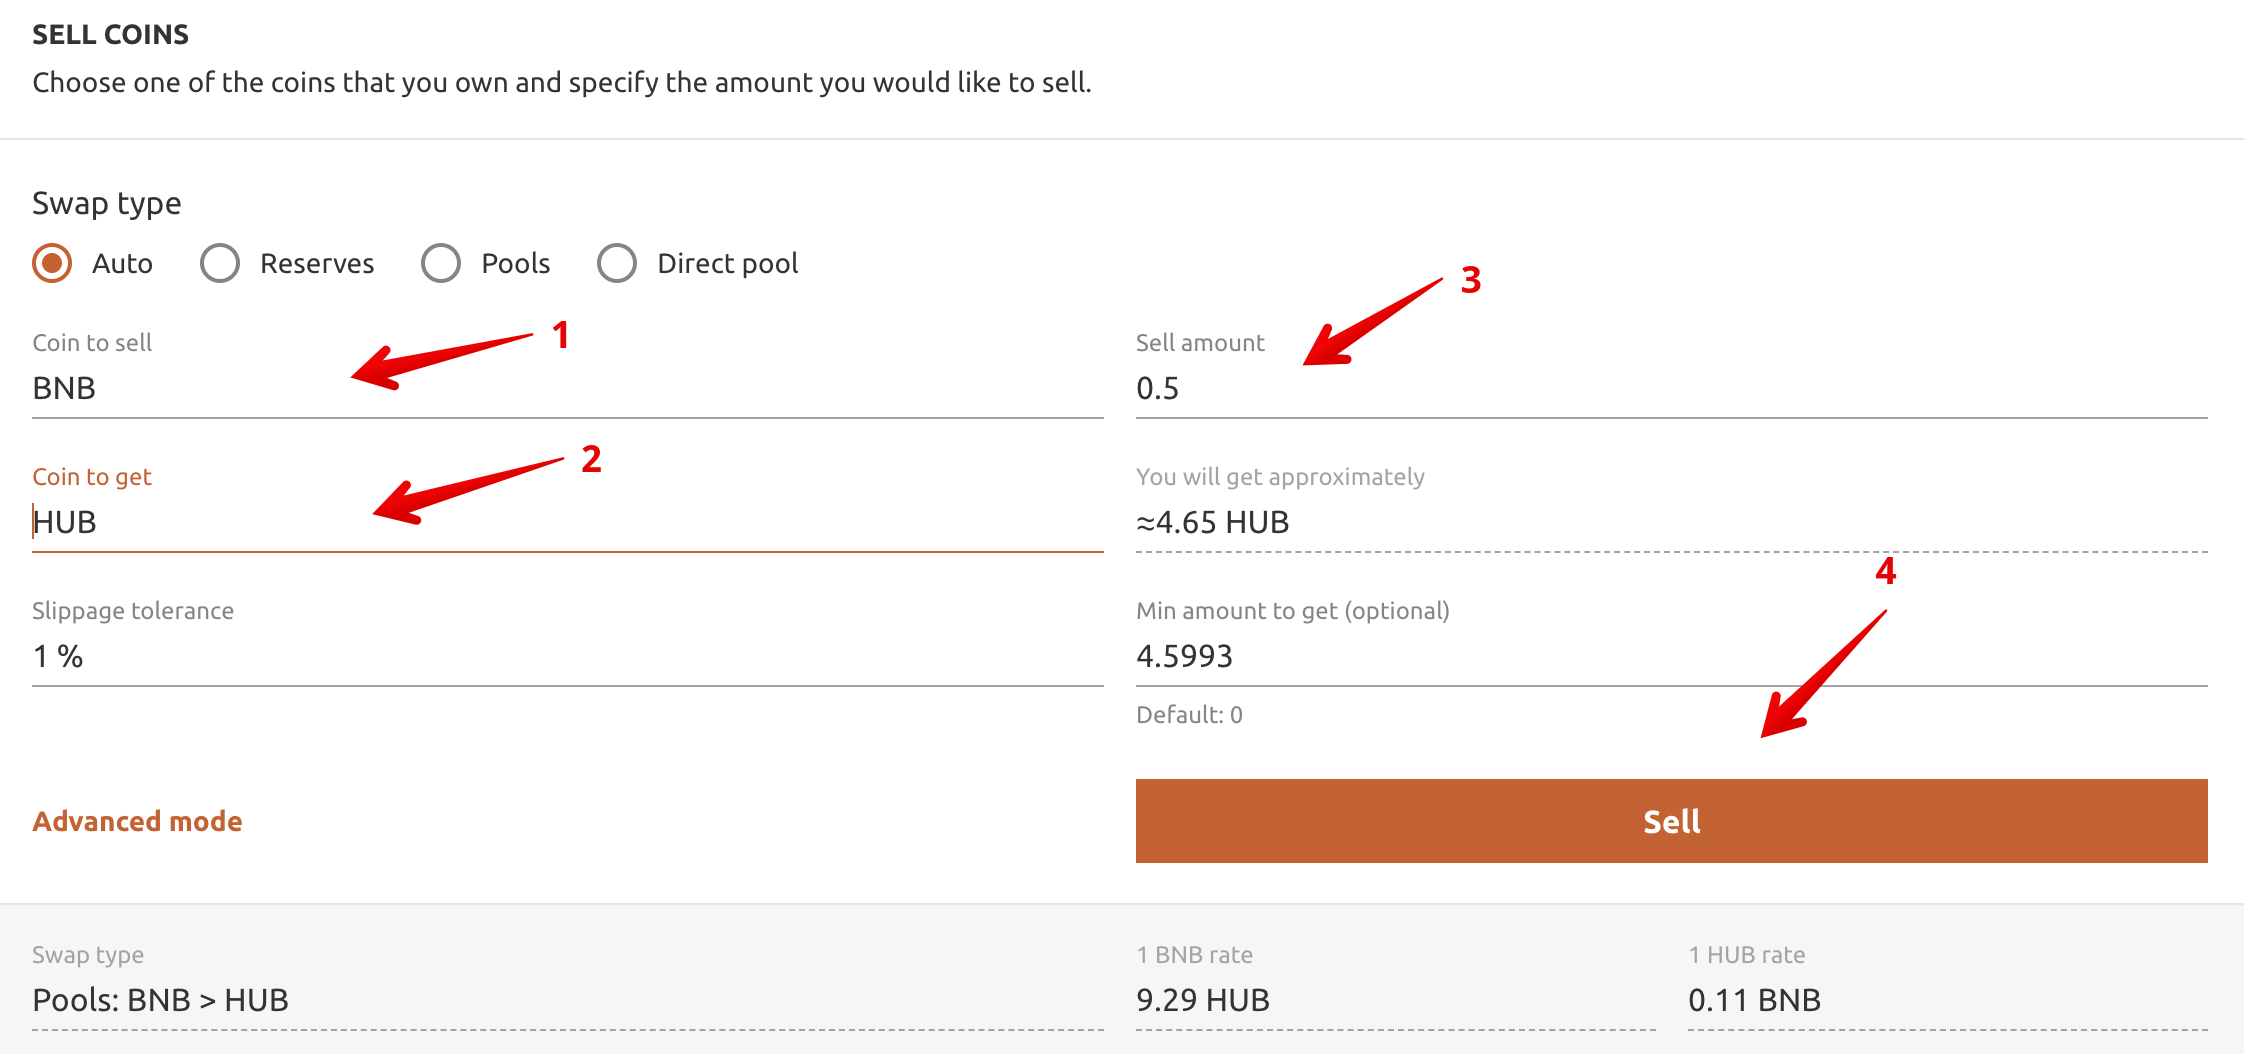 SELL COINS
Choose one of the coins that you own and specify the amount you would like to sell.
Swap type
Auto Reserves Pools Direct pool
3
1
Coin to sell
Sell amount
BNB
0.5
2
Coin to get
You will get approximately
HUB
≈4.65 HUB
4
Slippage tolerance
Min amount to get (optional)
1 %
4.5993
Default: 0
Advanced mode
Sell
Swap type
1 BNB rate
1 HUB rate
Pools: BNB > HUB
9.29 HUB
0.11 BNB